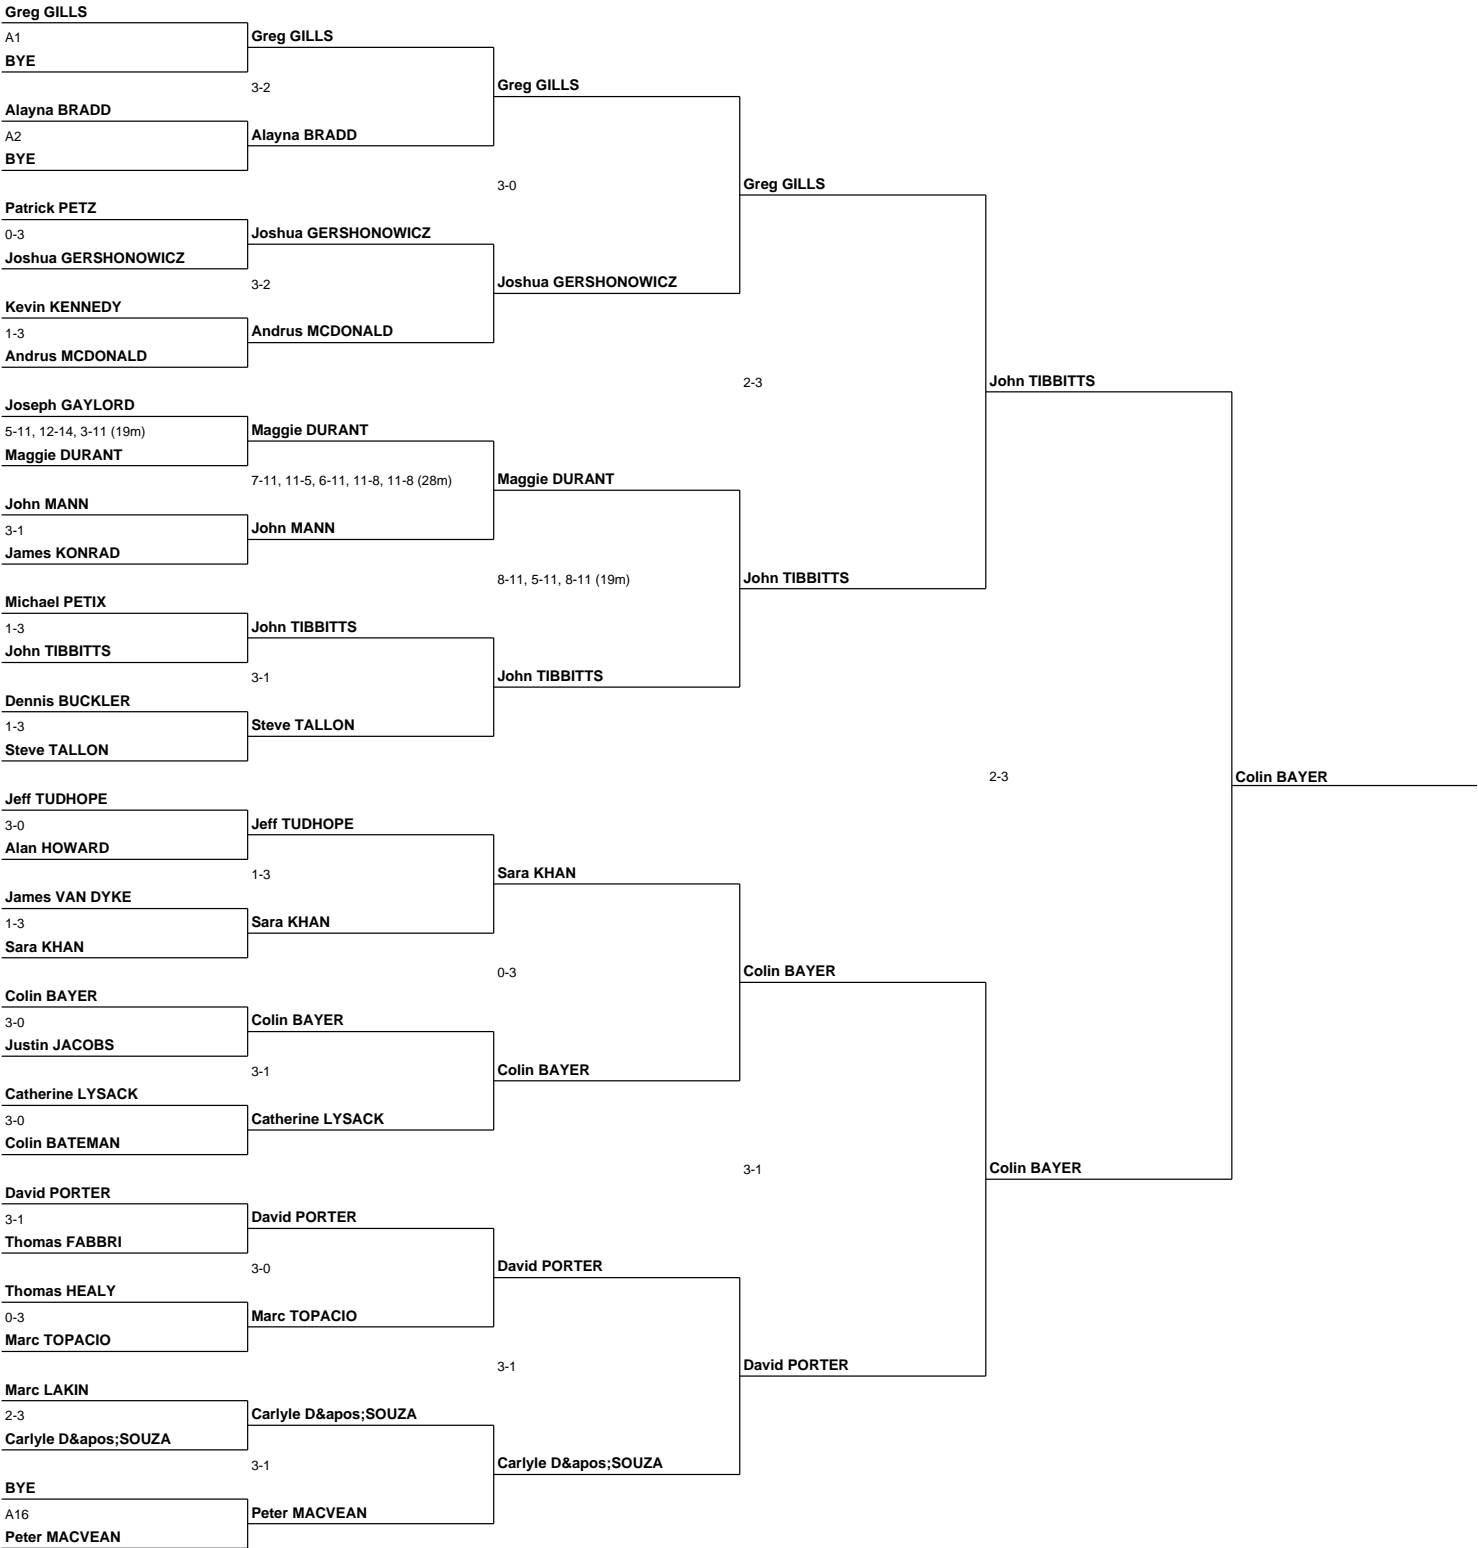 Greg GILLS
A1
BYE
Greg GILLS
3-2
Alayna BRADD
A2
BYE
Alayna BRADD
Greg GILLS
3-0
Patrick PETZ
0-3
Joshua GERSHONOWICZ
Joshua GERSHONOWICZ
3-2
Kevin KENNEDY
1-3
Andrus MCDONALD
Andrus MCDONALD
Joshua GERSHONOWICZ
Greg GILLS
2-3
Joseph GAYLORD
5-11, 12-14, 3-11 (19m)
Maggie DURANT
Maggie DURANT
7-11, 11-5, 6-11, 11-8, 11-8 (28m)
John MANN
3-1
James KONRAD
John MANN
Maggie DURANT
8-11, 5-11, 8-11 (19m)
Michael PETIX
1-3
John TIBBITTS
John TIBBITTS
3-1
Dennis BUCKLER
1-3
Steve TALLON
Steve TALLON
John TIBBITTS
John TIBBITTS
John TIBBITTS
2-3
Colin BAYER
Jeff TUDHOPE
3-0
Alan HOWARD
Jeff TUDHOPE
1-3
James VAN DYKE
1-3
Sara KHAN
Sara KHAN
Sara KHAN
0-3
Colin BAYER
3-0
Justin JACOBS
Colin BAYER
3-1
Catherine LYSACK
3-0
Colin BATEMAN
Catherine LYSACK
Colin BAYER
Colin BAYER
3-1
Colin BAYER
David PORTER
3-1
Thomas FABBRI
David PORTER
3-0
Thomas HEALY
0-3
Marc TOPACIO
Marc TOPACIO
David PORTER
3-1
David PORTER
Marc LAKIN
2-3
Carlyle D&apos;SOUZA
Carlyle D&apos;SOUZA
3-1
BYE
A16
Peter MACVEAN
Peter MACVEAN
Carlyle D&apos;SOUZA